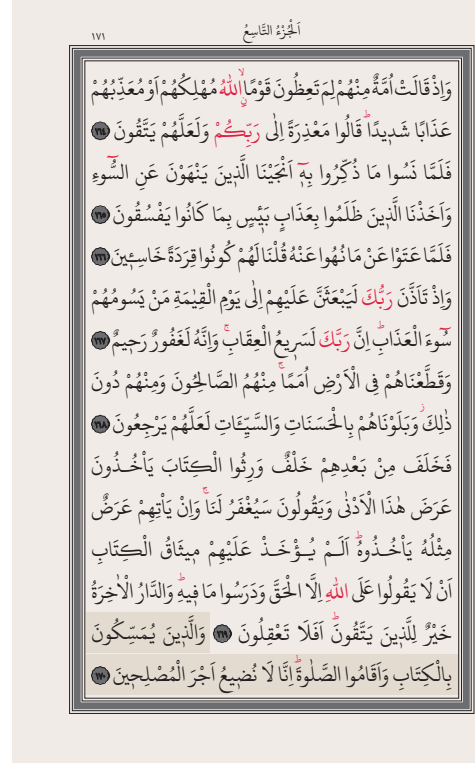 اَلْجُزْءُ التَّاسِعُ
١٧١
وَاِذْ قَالَتْ اُمَّةٌ مِنْهُمْ لِمَ تَعِظُونَ قَوْمًاۙ اَللّٰهُ مُهْلِكُهُمْ اَوْ مُعَذِّبُهُمْ
عَذَابًا شَد۪يدًاۜ قَالُوا مَعْذِرَةً اِلٰى رَبِّكُمْ وَلَعَلَّهُمْ يَتَّقُونَ ﴿١٦٤﴾
فَلَمَّا نَسُوا مَا ذُكِّرُوا بِه۪ٓ اَنْجَيْنَا الَّذ۪ينَ يَنْهَوْنَ عَنِ السُّٓوءِ
وَاَخَذْنَا الَّذ۪ينَ ظَلَمُوا بِعَذَابٍ بَـ۪ٔيسٍ بِمَا كَانُوا يَفْسُقُونَ ﴿١٦٥﴾
فَلَمَّا عَتَوْا عَنْ مَا نُهُوا عَنْهُ قُلْنَا لَهُمْ كُونُوا قِرَدَةً خَاسِـ۪ٔينَ ﴿١٦٦﴾
وَاِذْ تَاَذَّنَ رَبُّكَ لَيَبْعَثَنَّ عَلَيْهِمْ اِلٰى يَوْمِ الْقِيٰمَةِ مَنْ يَسُومُهُمْ
سُٓوءَ الْعَذَابِۜ اِنَّ رَبَّكَ لَسَر۪يعُ الْعِقَابِۚ وَاِنَّهُ لَغَفُورٌ رَح۪يمٌ ﴿١٦٧﴾
وَقَطَّعْنَاهُمْ فِي الْاَرْضِ اُمَمًاۚ مِنْهُمُ الصَّالِحُونَ وَمِنْهُمْ دُونَ
ذٰلِكَۘ وَبَلَوْنَاهُمْ بِالْحَسَنَاتِ وَالسَّيِّـَٔاتِ لَعَلَّهُمْ يَرْجِعُونَ ﴿١٦٨﴾
فَخَلَفَ مِنْ بَعْدِهِمْ خَلْفٌ وَرِثُوا الْكِتَابَ يَأْخُذُونَ
عَرَضَ هٰذَا الْاَدْنٰى وَيَقُولُونَ سَيُغْفَرُ لَنَاۚ وَاِنْ يَأْتِهِمْ عَرَضٌ
مِثْلُهُ يَأْخُذُوهُۜ اَلَمْ يُؤْخَذْ عَلَيْهِمْ م۪يثَاقُ الْكِتَابِ
اَنْ لَا يَقُولُوا عَلَى اللّٰهِ اِلَّا الْحَقَّ وَدَرَسُوا مَا ف۪يهِۜ وَالدَّارُ الْاٰخِرَةُ
خَيْرٌ لِلَّذ۪ينَ يَتَّقُونَۜ اَفَلَا تَعْقِلُونَ ﴿١٦٩﴾ وَالَّذ۪ينَ يُمَسِّكُونَ
بِالْكِتَابِ وَاَقَامُوا الصَّلٰوةَۜ اِنَّا لَا نُض۪يعُ اَجْرَ الْمُصْلِح۪ينَ ﴿١٧٠﴾